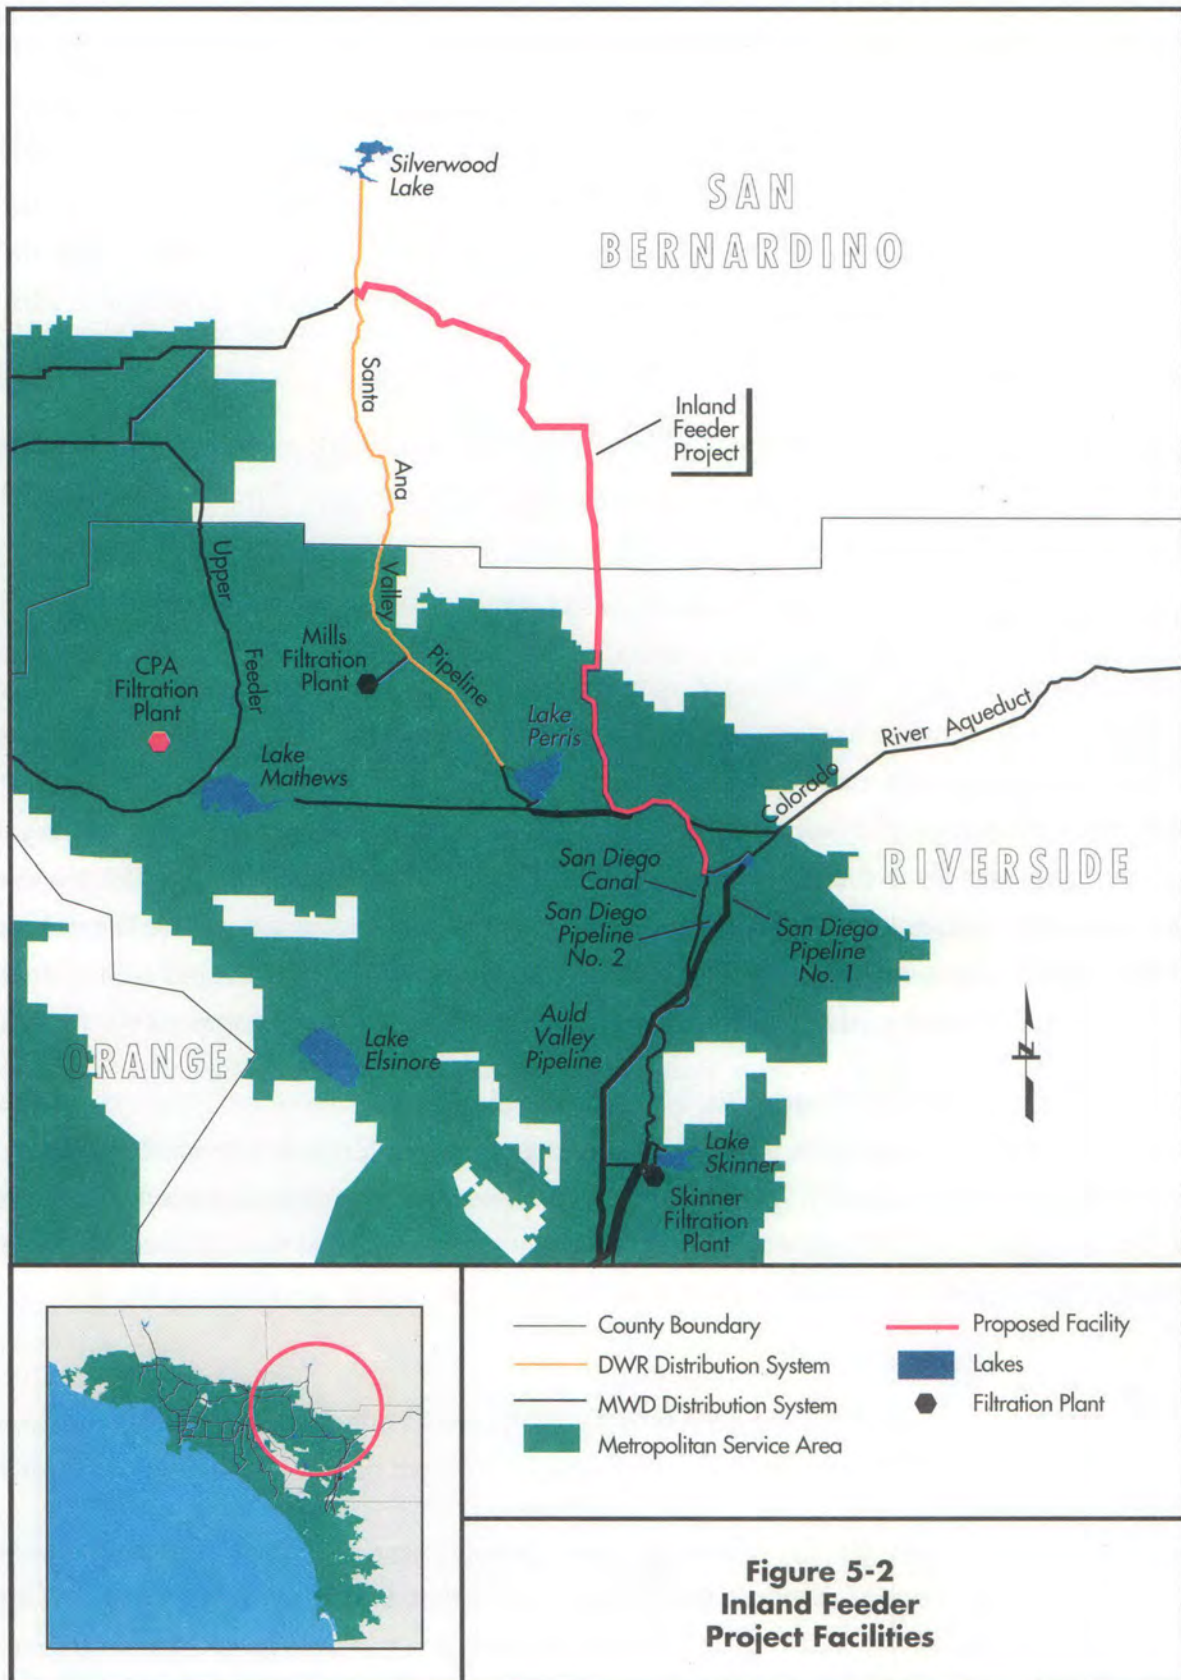 Silverwood
Lake
SAN
BERNARDINO
Santa
Ana
Valley
Pipeline
Inland
Feeder
Project
Upper
Feeder
Mills
Filtration
Plant
CPA
Filtration
Plant
Lake
Perris
Lake
Mathews
Colorado
River Aqueduct
RIVERSIDE
San Diego
Canal
San Diego
Pipeline
No. 2
San Diego
Pipeline
No. 1
Auld
Valley
Pipeline
ORANGE
Lake
Elsinore
Lake
Skinner
Skinner
Filtration
Plant
County Boundary
DWR Distribution System
MWD Distribution System
Metropolitan Service Area
Proposed Facility
Lakes
Filtration Plant
Figure 5-2
Inland Feeder
Project Facilities